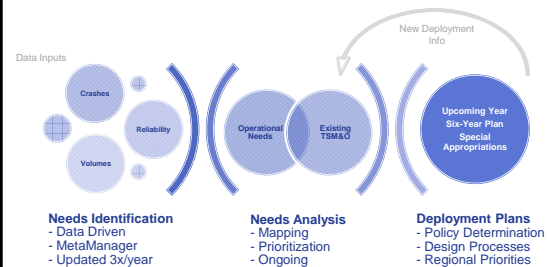 New Deployment
Info
Data Inputs
Crashes
Reliability
Volumes
Operational
Needs
Existing
TSM&O
Upcoming Year
Six-Year Plan
Special
Appropriations
Needs Identification
- Data Driven
- MetaManager
- Updated 3x/year
Needs Analysis
- Mapping
- Prioritization
- Ongoing
Deployment Plans
- Policy Determination
- Design Processes
- Regional Priorities